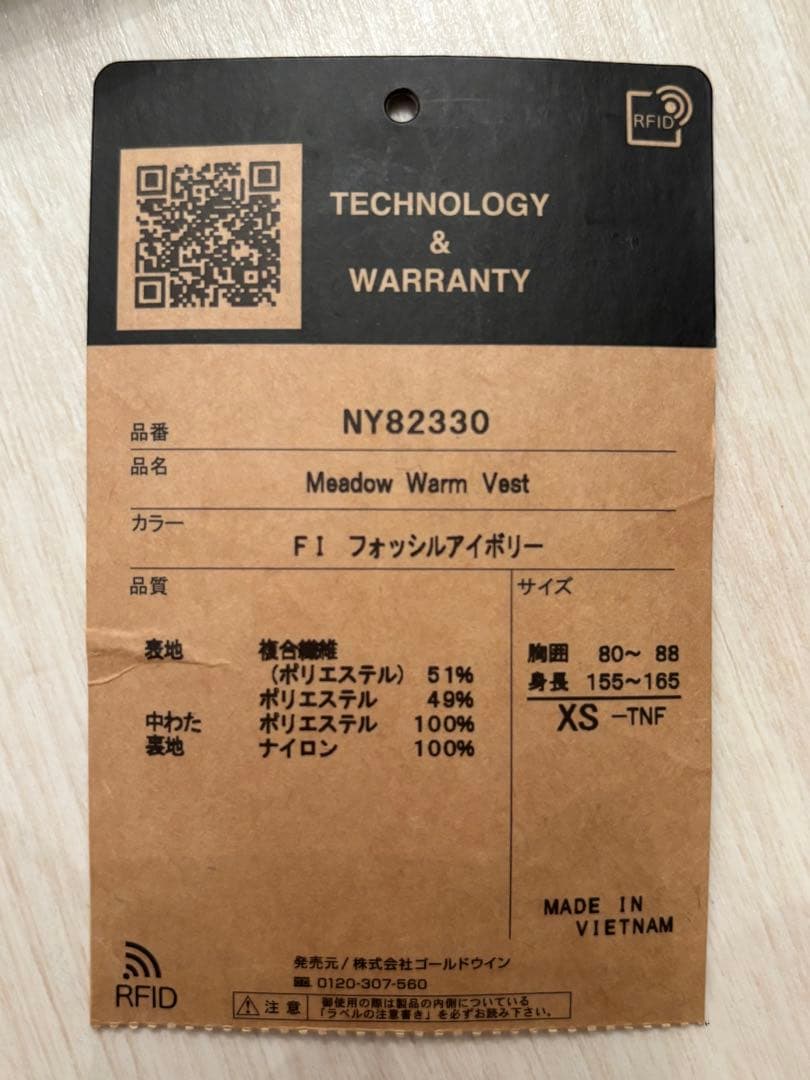 RFID
TECHNOLOGY
&
WARRANTY
品番 NY82330
品名 Meadow Warm Vest
カラー FI フォッシルアイボリー
品質
表地 複合繊維
(ポリエステル) 51%
ポリエステル 49%
中わた ポリエステル 100%
裏地 ナイロン 100%
サイズ
胸囲 80～ 88
身長 155～165
XS -TNF
MADE IN
VIETNAM
RFID
発売元/株式会社ゴールドウイン
0120-307-560
注意
御使用の際は製品の内側についている
「ラベルの注意書き」を必ずお読み下さい。